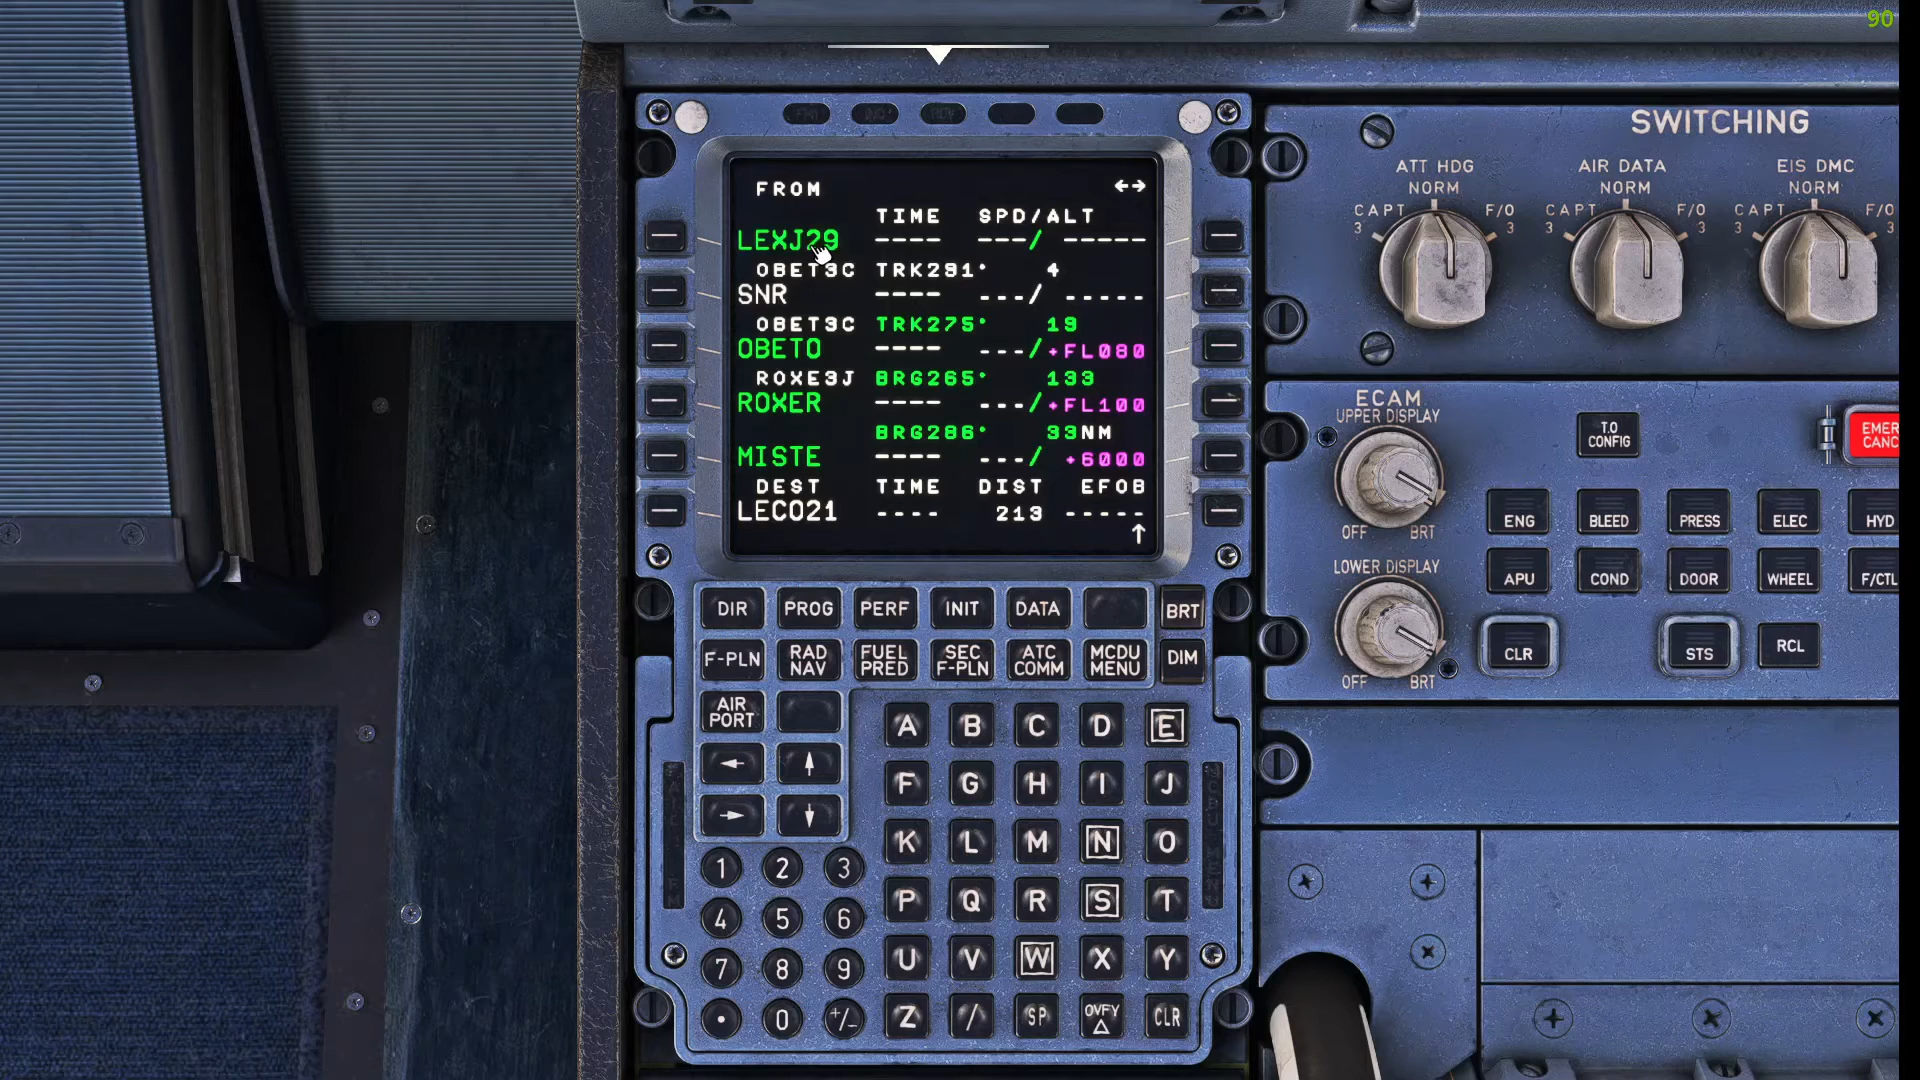 90
FROM ←→
TIME SPD/ALT
LEXJ29 ---- ---/ -----
OBET3C TRK291° 4
SNR ---- ---/ -----
OBET3C TRK275° 19
OBETO ---- ---/+FL080
ROXE3J BRG265° 133
ROXER ---- ---/+FL100
BRG286° 33NM
MISTE ---- ---/ +6000
DEST TIME DIST EFOB
LECO21 ---- 213 -----
↑
DIR PROG PERF INIT DATA BRT
F-PLN RAD NAV FUEL PRED SEC F-PLN ATC COMM MCDU MENU DIM
AIR PORT
← ↑
→ ↓
A B C D E
F G H I J
K L M N O
P Q R S T
U V W X Y
Z / SP OVFY △ CLR
1 2 3
4 5 6
7 8 9
. 0 +/-
SWITCHING
ATT HDG AIR DATA EIS DMC
NORM NORM NORM
CAPT 3 F/O 3 CAPT 3 F/O 3 CAPT 3 F/O 3
ECAM
UPPER DISPLAY
OFF BRT
T.O CONFIG
EMER
CANC
LOWER DISPLAY
OFF BRT
ENG BLEED PRESS ELEC HYD
APU COND DOOR WHEEL F/CTL
CLR STS RCL